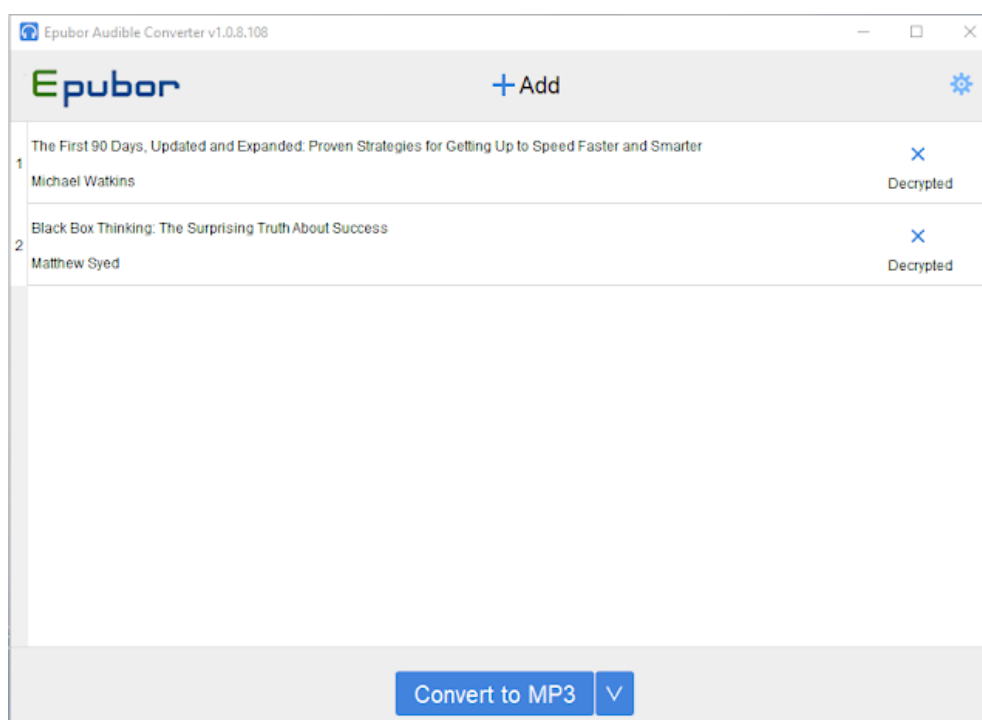 Epubor Audible Converter v1.0.8.108
Epubor
+Add
1
The First 90 Days, Updated and Expanded: Proven Strategies for Getting Up to Speed Faster and Smarter
Michael Watkins
Decrypted
2
Black Box Thinking: The Surprising Truth About Success
Matthew Syed
Decrypted
Convert to MP3